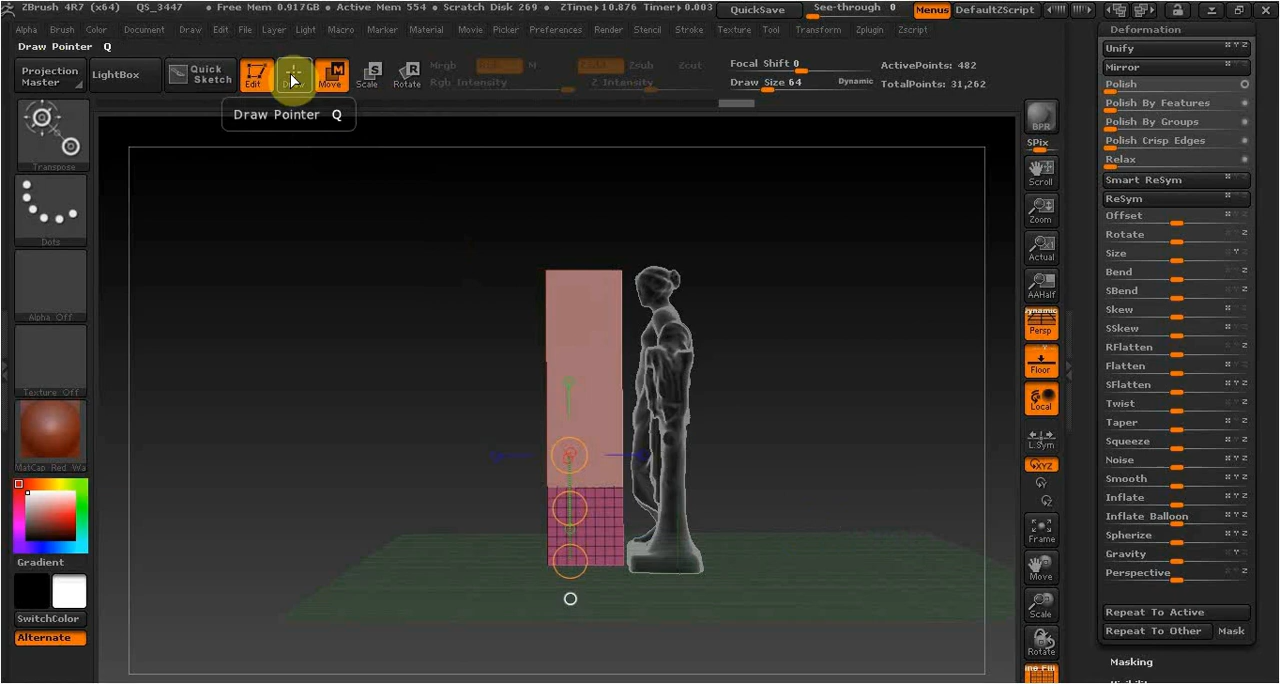 ZBrush 4R7 (x64) QS_3447 • Free Mem 0.917GB • Active Mem 554 • Scratch Disk 269 • ZTime▸10.876 Timer▸0.003 QuickSave See-through 0 Menus DefaultZScript
Alpha Brush Color Document Draw Edit File Layer Light Macro Marker Material Movie Picker Preferences Render Stencil Stroke Texture Tool Transform Zplugin Zscript
Draw Pointer Q
Projection Master
LightBox
Quick Sketch
Edit
Draw
Move
Scale
Rotate
Mrgb
M
Zsub Zcut
Rgb Intensity
Z Intensity
Focal Shift 0
Draw Size 64 Dynamic
ActivePoints: 482
TotalPoints: 31,262
Draw Pointer Q
Transpose
Dots
Alpha Off
Texture Off
MatCap Red Wa
Gradient
SwitchColor
Alternate
BPR
SPix
Scroll
Zoom
Actual
AAHalf
Dynamic
Persp
Floor
Local
L.Sym
XYZ
Frame
Move
Scale
Rotate
Deformation
Unify
Mirror
Polish
Polish By Features
Polish By Groups
Polish Crisp Edges
Relax
Smart ReSym
ReSym
Offset
Rotate
Size
Bend
SBend
Skew
SSkew
RFlatten
Flatten
SFlatten
Twist
Taper
Squeeze
Noise
Smooth
Inflate
Inflate Balloon
Spherize
Gravity
Perspective
Repeat To Active
Repeat To Other Mask
Masking